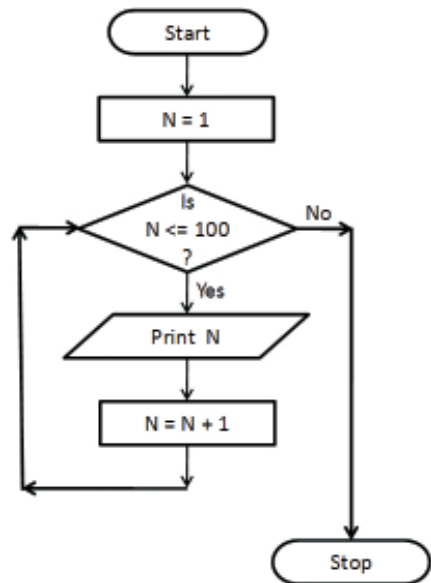 Start
N = 1
Is
N <= 100
?
No
Yes
Print N
N = N + 1
Stop